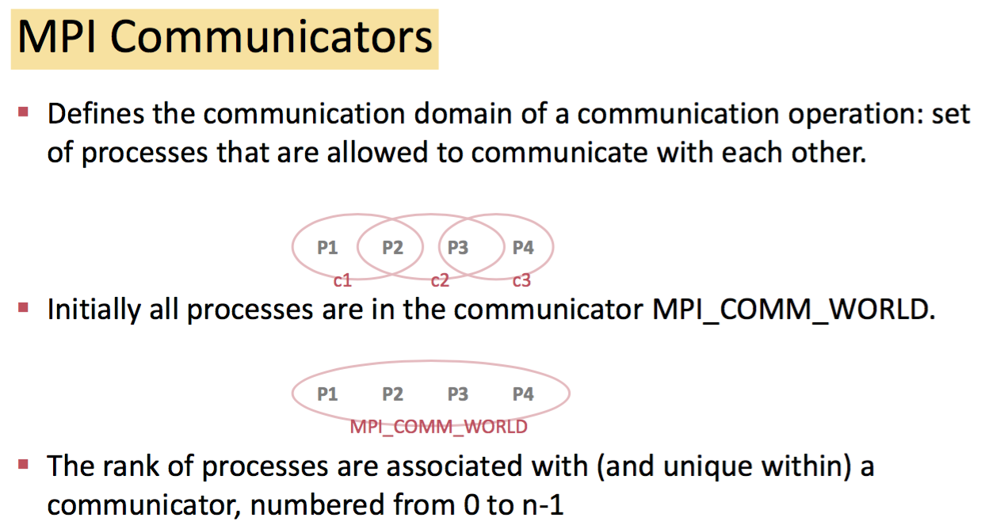 MPI Communicators
▪ Defines the communication domain of a communication operation: set
of processes that are allowed to communicate with each other.
P1 P2 P3 P4
c1 c2 c3
▪ Initially all processes are in the communicator MPI_COMM_WORLD.
P1 P2 P3 P4
MPI_COMM_WORLD
▪ The rank of processes are associated with (and unique within) a
communicator, numbered from 0 to n-1